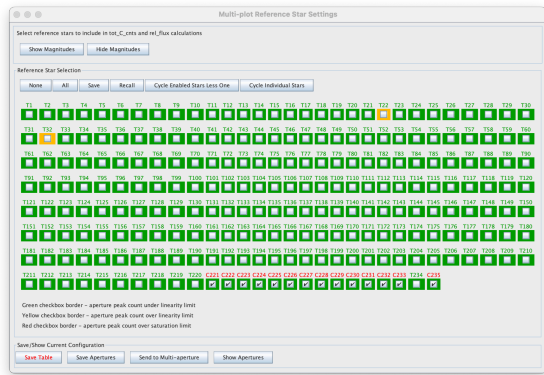 Multi-plot Reference Star Settings
Select reference stars to include in tot_C_cnts and rel_flux calculations
Show Magnitudes Hide Magnitudes
Reference Star Selection
None All Save Recall Cycle Enabled Stars Less One Cycle Individual Stars
T1 T2 T3 T4 T5 T6 T7 T8 T9 T10 T11 T12 T13 T14 T15 T16 T17 T18 T19 T20 T21 T22 T23 T24 T25 T26 T27 T28 T29 T30
T31 T32 T33 T34 T35 T36 T37 T38 T39 T40 T41 T42 T43 T44 T45 T46 T47 T48 T49 T50 T51 T52 T53 T54 T55 T56 T57 T58 T59 T60
T61 T62 T63 T64 T65 T66 T67 T68 T69 T70 T71 T72 T73 T74 T75 T76 T77 T78 T79 T80 T81 T82 T83 T84 T85 T86 T87 T88 T89 T90
T91 T92 T93 T94 T95 T96 T97 T98 T99 T100 T101 T102 T103 T104 T105 T106 T107 T108 T109 T110 T111 T112 T113 T114 T115 T116 T117 T118 T119 T120
T121 T122 T123 T124 T125 T126 T127 T128 T129 T130 T131 T132 T133 T134 T135 T136 T137 T138 T139 T140 T141 T142 T143 T144 T145 T146 T147 T148 T149 T150
T151 T152 T153 T154 T155 T156 T157 T158 T159 T160 T161 T162 T163 T164 T165 T166 T167 T168 T169 T170 T171 T172 T173 T174 T175 T176 T177 T178 T179 T180
T181 T182 T183 T184 T185 T186 T187 T188 T189 T190 T191 T192 T193 T194 T195 T196 T197 T198 T199 T200 T201 T202 T203 T204 T205 T206 T207 T208 T209 T210
T211 T212 T213 T214 T215 T216 T217 T218 T219 T220 C221 C222 C223 C224 C225 C226 C227 C228 C229 C230 C231 C232 C233 T234 C235
Green checkbox border - aperture peak count under linearity limit
Yellow checkbox border - aperture peak count over linearity limit
Red checkbox border - aperture peak count over saturation limit
Save/Show Current Configuration
Save Table Save Apertures Send to Multi-aperture Show Apertures